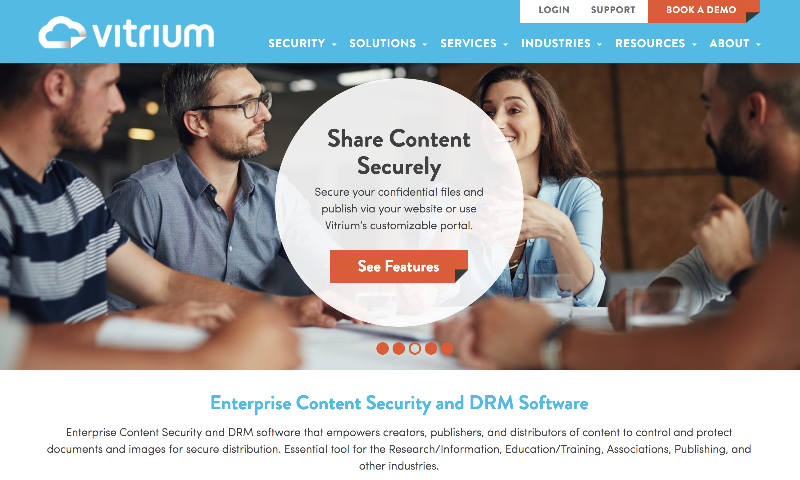 LOGIN SUPPORT BOOK A DEMO
vitrium
SECURITY SOLUTIONS SERVICES INDUSTRIES RESOURCES ABOUT
Share Content
Securely
Secure your confidential files and
publish via your website or use
Vitrium's customizable portal.
See Features
Enterprise Content Security and DRM Software
Enterprise Content Security and DRM software that empowers creators, publishers, and distributors of content to control and protect
documents and images for secure distribution. Essential tool for the Research/Information, Education/Training, Associations, Publishing, and
other industries.